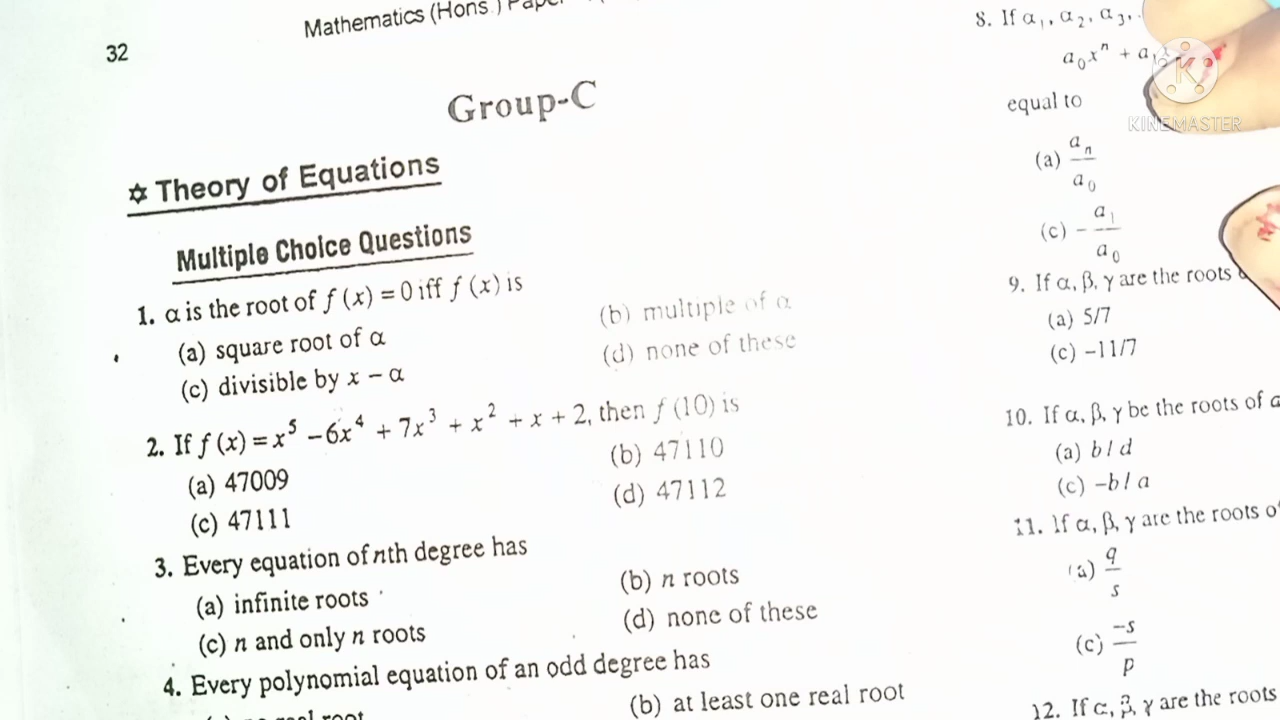 Mathematics (Hons.) Paper
32
Group-C
✡ Theory of Equations
Multiple Choice Questions
1. α is the root of f (x) = 0 iff f (x) is
(a) square root of α
(b) multiple of α
(c) divisible by x – α
(d) none of these
2. If f (x) = x⁵ – 6x⁴ + 7x³ + x² + x + 2, then f (10) is
(a) 47009
(b) 47110
(c) 47111
(d) 47112
3. Every equation of nth degree has
(a) infinite roots
(b) n roots
(c) n and only n roots
(d) none of these
4. Every polynomial equation of an odd degree has
(b) at least one real root
8. If α₁, α₂, α₃,
a₀xⁿ + a₁
equal to
(a) aₙ/a₀
(c) – a₁/a₀
9. If α, β, γ are the roots
(a) 5/7
(c) –11/7
10. If α, β, γ be the roots of a
(a) b / d
(c) –b / a
11. If α, β, γ are the roots of
(a) q/s
(c) –s/p
12. If α, β, γ are the roots
K
KINEMASTER